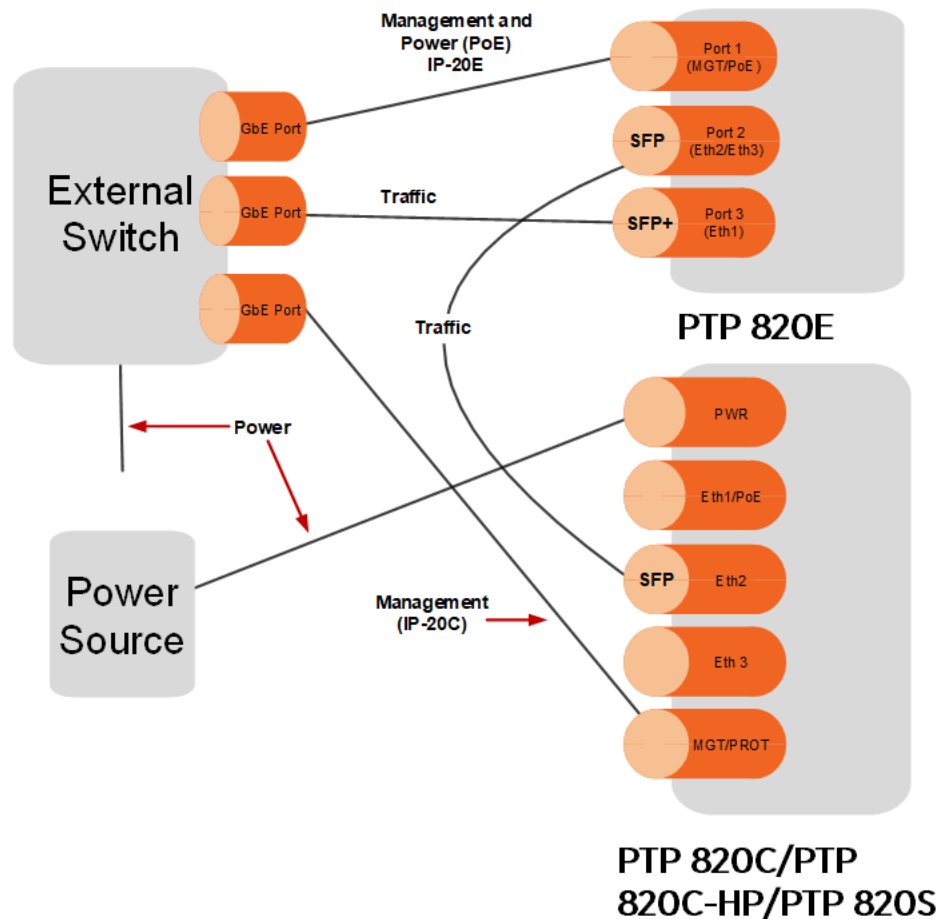 Management and
Power (PoE)
IP-20E
Port 1
(MGT/PoE)
GbE Port
SFP
Port 2
(Eth2/Eth3)
External
Switch
Traffic
GbE Port
SFP+
Port 3
(Eth1)
GbE Port
PTP 820E
Traffic
Power
PWR
Eth1/PoE
Power
Source
SFP
Eth2
Management
(IP-20C)
Eth 3
MGT/PROT
PTP 820C/PTP
820C-HP/PTP 820S